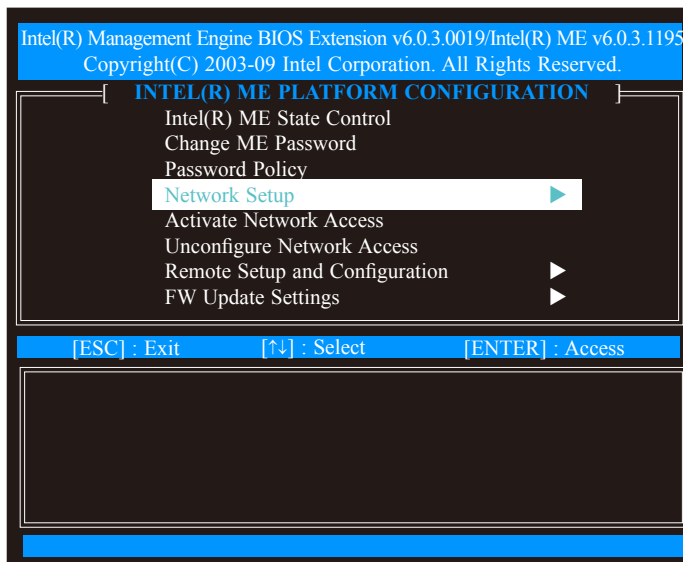 Intel(R) Management Engine BIOS Extension v6.0.3.0019/Intel(R) ME v6.0.3.1195
Copyright(C) 2003-09 Intel Corporation. All Rights Reserved.
[ INTEL(R) ME PLATFORM CONFIGURATION ]
Intel(R) ME State Control
Change ME Password
Password Policy
Network Setup ▶
Activate Network Access
Unconfigure Network Access
Remote Setup and Configuration ▶
FW Update Settings ▶
[ESC] : Exit [↑↓] : Select [ENTER] : Access